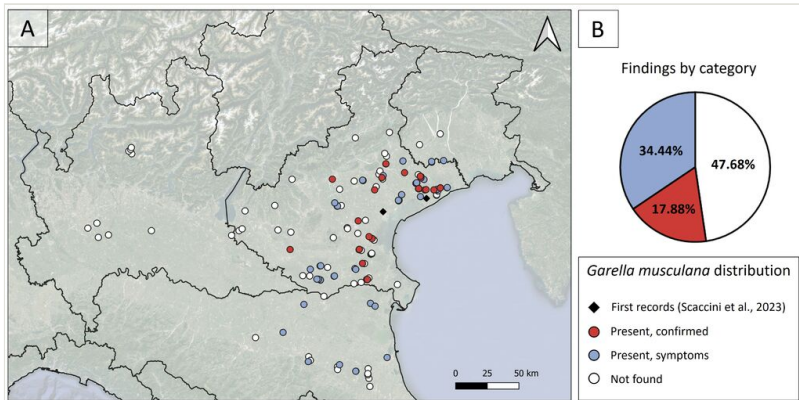 A
0 25 50 km
B
Findings by category
34.44%
47.68%
17.88%
Garella musculana distribution
First records (Scaccini et al., 2023)
Present, confirmed
Present, symptoms
Not found